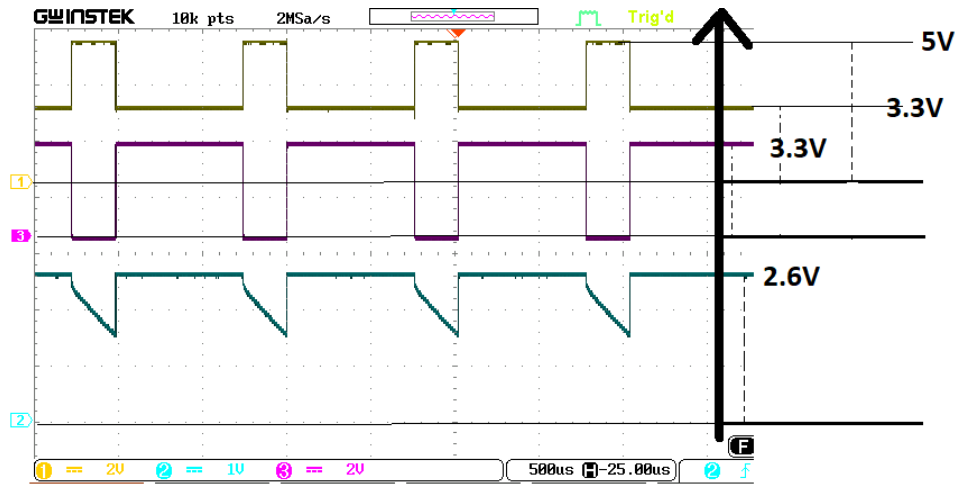 GWINSTEK 10k pts 2MSa/s Trig'd
5V
3.3V
3.3V
1
3
2.6V
2
F
1 2V 2 1V 3 2V 500us H -25.00us 2